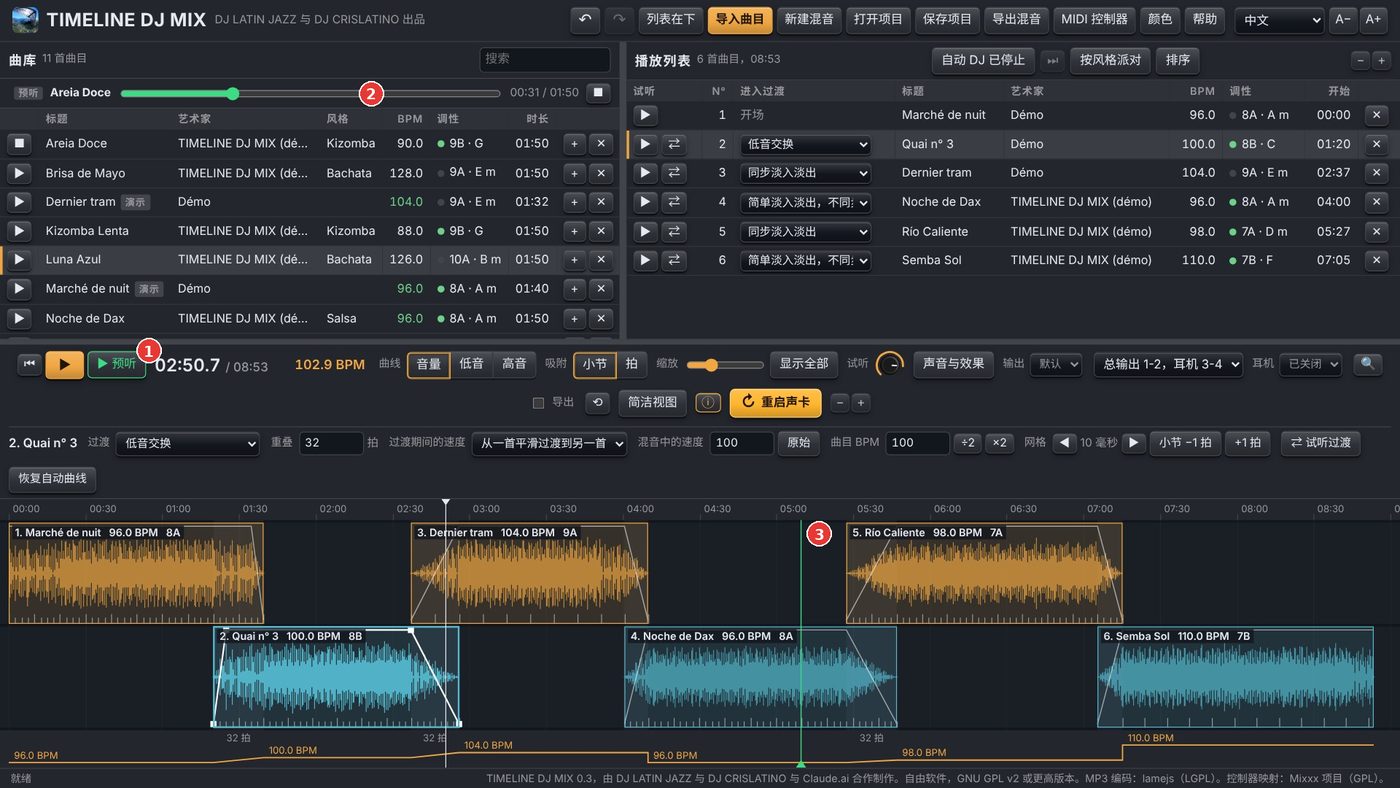 TIMELINE DJ MIX DJ LATIN JAZZ 与 DJ CRISLATINO 出品
列表在下 导入曲目 新建混音 打开项目 保存项目 导出混音 MIDI 控制器 颜色 帮助 中文 A− A+
曲库 11 首曲目 搜索
预听 Areia Doce 2 00:31 / 01:50
标题 艺术家 风格 BPM 调性 时长
Areia Doce TIMELINE DJ MIX (dé... Kizomba 90.0 9B · G 01:50 + ✕
Brisa de Mayo TIMELINE DJ MIX (dé... Bachata 128.0 9A · E m 01:50 + ✕
Dernier tram 演示 Démo 104.0 9A · E m 01:32 + ✕
Kizomba Lenta TIMELINE DJ MIX (dé... Kizomba 88.0 9B · G 01:50 + ✕
Luna Azul TIMELINE DJ MIX (dé... Bachata 126.0 10A · B m 01:50 + ✕
Marché de nuit 演示 Démo 96.0 8A · A m 01:40 + ✕
Noche de Dax TIMELINE DJ MIX (dé... Salsa 96.0 8A · A m 01:50 + ✕
播放列表 6 首曲目，08:53 自动 DJ 已停止 按风格派对 排序 − +
试听 N° 进入过渡 标题 艺术家 BPM 调性 开始
1 开场 Marché de nuit Démo 96.0 8A · A m 00:00 ✕
2 低音交换 Quai n° 3 Démo 100.0 8B · C 01:20 ✕
3 同步淡入淡出 Dernier tram Démo 104.0 9A · E m 02:37 ✕
4 简单淡入淡出，不同 Noche de Dax TIMELINE DJ MIX (démo) 96.0 8A · A m 04:00 ✕
5 同步淡入淡出 Río Caliente TIMELINE DJ MIX (démo) 98.0 7A · D m 05:27 ✕
6 简单淡入淡出，不同 Semba Sol TIMELINE DJ MIX (démo) 110.0 7B · F 07:05 ✕
预听 1 02:50.7 / 08:53 102.9 BPM 曲线 音量 低音 高音 吸附 小节 拍 缩放 显示全部 试听 声音与效果 输出 默认 总输出 1-2，耳机 3-4 耳机 已关闭
导出 简洁视图 重启声卡 − +
2. Quai n° 3 过渡 低音交换 重叠 32 拍 过渡期间的速度 从一首平滑过渡到另一首 混音中的速度 100 原始 曲目 BPM 100 ÷2 ×2 网格 10 毫秒 小节 −1 拍 +1 拍 试听过渡
恢复自动曲线
00:00 00:30 01:00 01:30 02:00 02:30 03:00 03:30 04:00 04:30 05:00 05:30 06:00 06:30 07:00 07:30 08:00 08:30
1. Marché de nuit 96.0 BPM 8A
3. Dernier tram 104.0 BPM 9A
3
5. Río Caliente 98.0 BPM 7A
2. Quai n° 3 100.0 BPM 8B
4. Noche de Dax 96.0 BPM 8A
6. Semba Sol 110.0 BPM 7B
32 拍 32 拍 32 拍
96.0 BPM 100.0 BPM 104.0 BPM 96.0 BPM 98.0 BPM 110.0 BPM
就绪 TIMELINE DJ MIX 0.3，由 DJ LATIN JAZZ 与 DJ CRISLATINO 与 Claude.ai 合作制作。自由软件，GNU GPL v2 或更高版本。MP3 编码：lamejs（LGPL）。控制器映射：Mixxx 项目（GPL）。